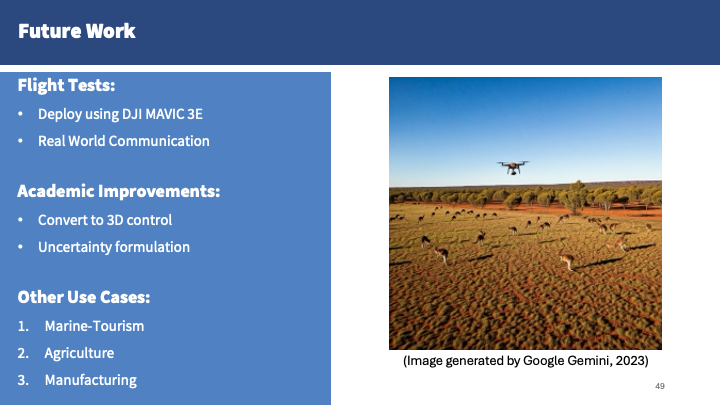 Future Work
Flight Tests:
• Deploy using DJI MAVIC 3E
• Real World Communication
Academic Improvements:
• Convert to 3D control
• Uncertainty formulation
Other Use Cases:
1. Marine-Tourism
2. Agriculture
3. Manufacturing
(Image generated by Google Gemini, 2023)
49